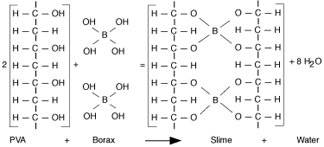 H – C – OH OH OH H – C – O O – C – H
H – C – H B H – C – H B H – C – H
H – C – OH OH OH H – C – O O – C – H
2 H – C – H + = H – C – H H – C – H + 8 H2O
H – C – OH OH OH H – C – O O – C – H
H – C – H B H – C – H B H – C – H
H – C – OH OH OH H – C – O O – C – H
PVA + Borax Slime + Water